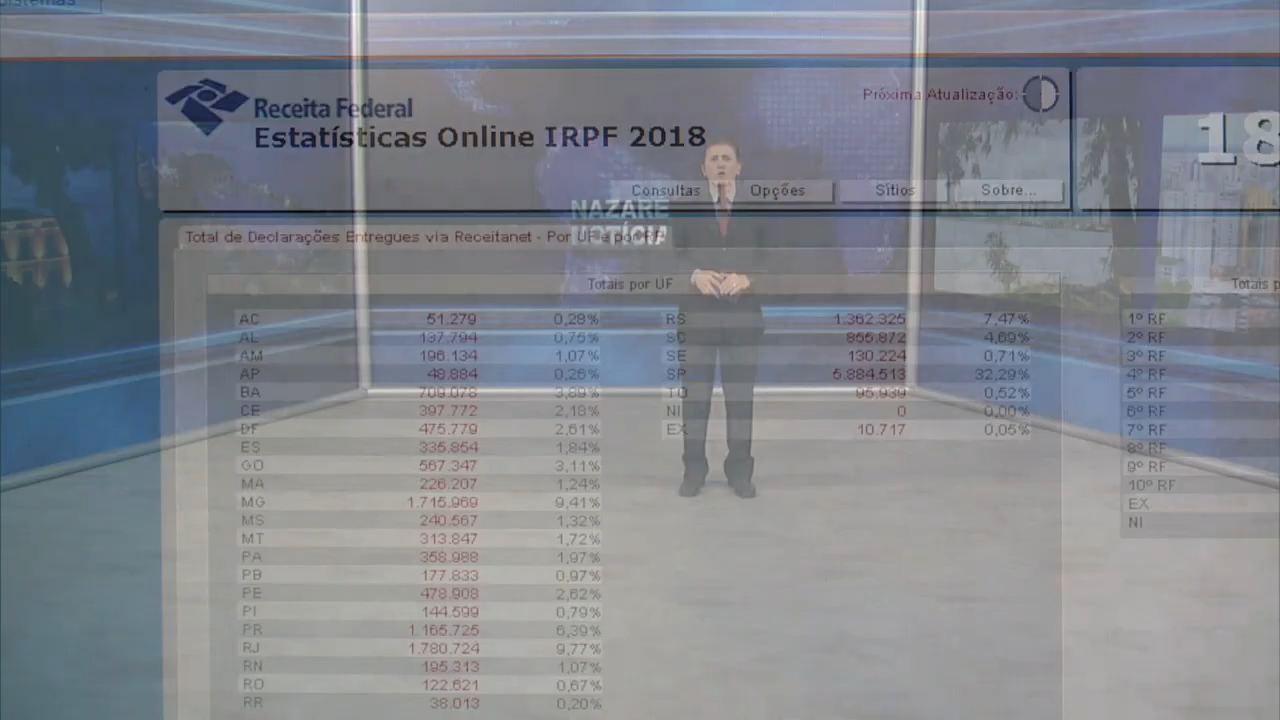 Sistemas
Receita Federal
Estatísticas Online IRPF 2018
Próxima Atualização:
18
Consultas Opções Sítios Sobre...
NAZARÉ
NOTÍCIA
Total de Declarações Entregues via Receitanet - Por UF e por RF
Totais por UF
Totais p
AC 51.279 0,28% RS 1.362.325 7,47% 1º RF
AL 137.794 0,75% SC 855.872 4,69% 2º RF
AM 196.134 1,07% SE 130.224 0,71% 3º RF
AP 48.884 0,26% SP 5.884.513 32,29% 4º RF
BA 709.078 3,89% TO 95.939 0,52% 5º RF
CE 397.772 2,18% NI 0 0,00% 6º RF
DF 475.779 2,61% EX 10.717 0,05% 7º RF
ES 335.854 1,84% 8º RF
GO 567.347 3,11% 9º RF
MA 226.207 1,24% 10º RF
MG 1.715.969 9,41% EX
MS 240.567 1,32% NI
MT 313.847 1,72%
PA 358.988 1,97%
PB 177.833 0,97%
PE 478.908 2,62%
PI 144.599 0,79%
PR 1.165.725 6,39%
RJ 1.780.724 9,77%
RN 195.313 1,07%
RO 122.621 0,67%
RR 38.013 0,20%